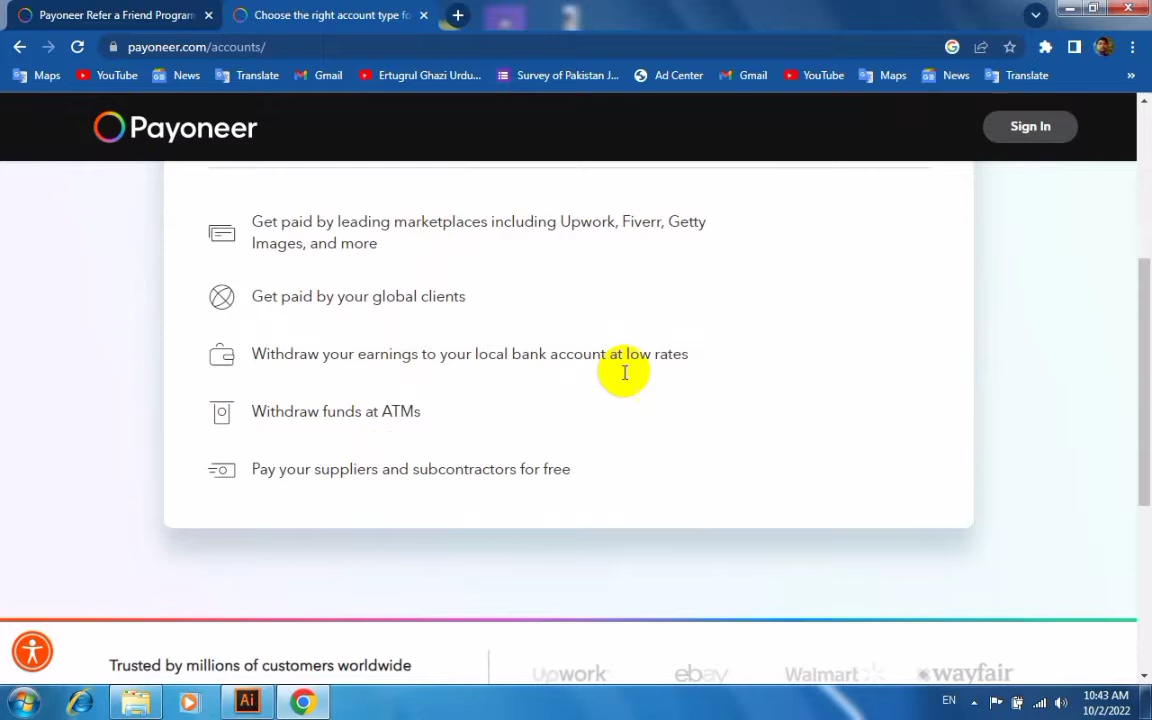 Payoneer Refer a Friend Program
Choose the right account type fo
payoneer.com/accounts/
Maps
YouTube
News
Translate
Gmail
Ertugrul Ghazi Urdu...
Survey of Pakistan J...
Ad Center
Gmail
YouTube
Maps
News
Translate
»
Payoneer
Sign In
Get paid by leading marketplaces including Upwork, Fiverr, Getty
Images, and more
Get paid by your global clients
Withdraw your earnings to your local bank account at low rates
Withdraw funds at ATMs
Pay your suppliers and subcontractors for free
Trusted by millions of customers worldwide
Upwork
ebay
Walmart
wayfair
Ai
EN
10:43 AM
10/2/2022